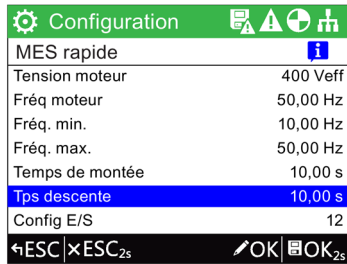 Configuration
MES rapide i
Tension moteur 400 Veff
Fréq moteur 50,00 Hz
Fréq. min. 10,00 Hz
Fréq. max. 50,00 Hz
Temps de montée 10,00 s
Tps descente 10,00 s
Config E/S 12
ESC ×ESC2s OK OK2s